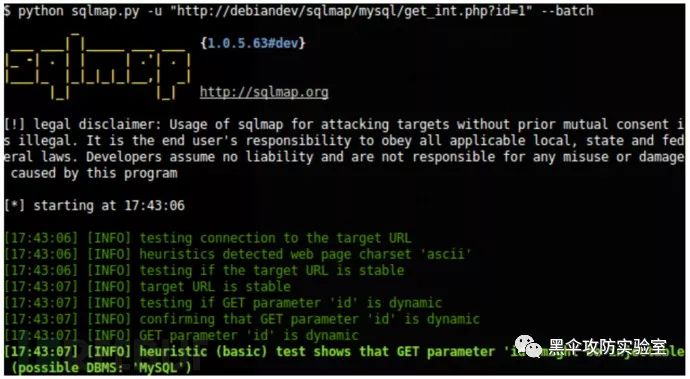 $ python sqlmap.py -u "http://debiandev/sqlmap/mysql/get_int.php?id=1" --batch
sqlmap
{1.0.5.63#dev}
http://sqlmap.org
[!] legal disclaimer: Usage of sqlmap for attacking targets without prior mutual consent i
s illegal. It is the end user's responsibility to obey all applicable local, state and fed
eral laws. Developers assume no liability and are not responsible for any misuse or damage
caused by this program
[*] starting at 17:43:06
[17:43:06] [INFO] testing connection to the target URL
[17:43:06] [INFO] heuristics detected web page charset 'ascii'
[17:43:06] [INFO] testing if the target URL is stable
[17:43:07] [INFO] target URL is stable
[17:43:07] [INFO] testing if GET parameter 'id' is dynamic
[17:43:07] [INFO] confirming that GET parameter 'id' is dynamic
[17:43:07] [INFO] GET parameter 'id' is dynamic
[17:43:07] [INFO] heuristic (basic) test shows that GET parameter
(possible DBMS: 'MySQL')
黑伞攻防实验室